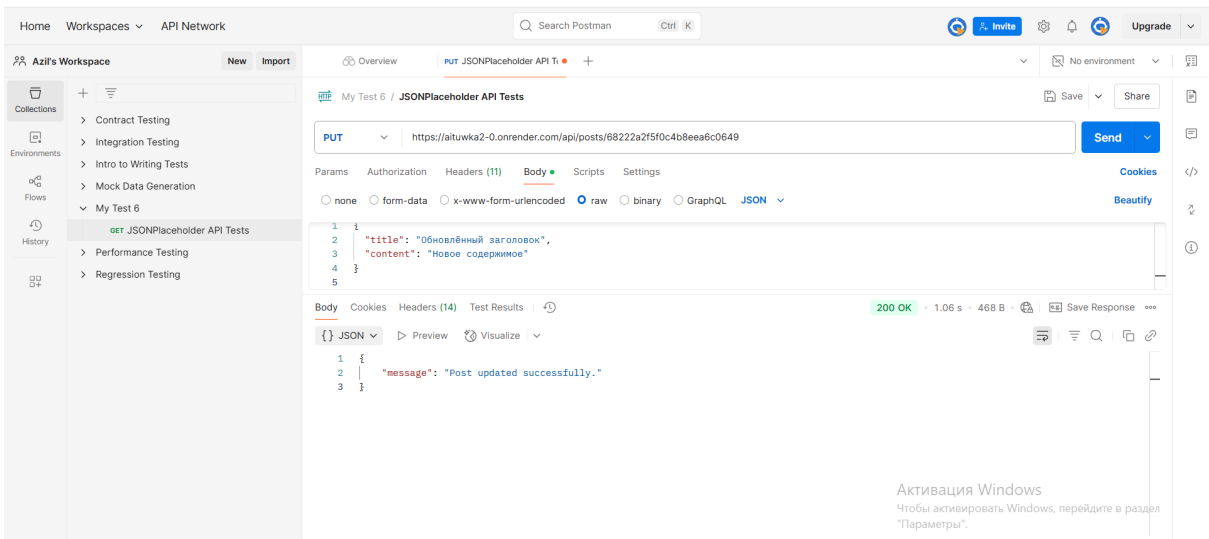 Home Workspaces API Network Search Postman Ctrl K Invite Upgrade
Azil's Workspace New Import Overview PUT JSONPlaceholder API T No environment
Collections
Environments
Flows
History
Contract Testing
Integration Testing
Intro to Writing Tests
Mock Data Generation
My Test 6
GET JSONPlaceholder API Tests
Performance Testing
Regression Testing
HTTP My Test 6 / JSONPlaceholder API Tests Save Share
PUT https://aituwka2-0.onrender.com/api/posts/68222a2f5f0c4b8eea6c0649 Send
Params Authorization Headers (11) Body Scripts Settings Cookies
none form-data x-www-form-urlencoded raw binary GraphQL JSON Beautify
1 {
2 "title": "Обновлённый заголовок",
3 "content": "Новое содержимое"
4 }
5
Body Cookies Headers (14) Test Results 200 OK 1.06 s 468 B Save Response
{} JSON Preview Visualize
1 {
2 "message": "Post updated successfully."
3 }
Активация Windows
Чтобы активировать Windows, перейдите в раздел
"Параметры".